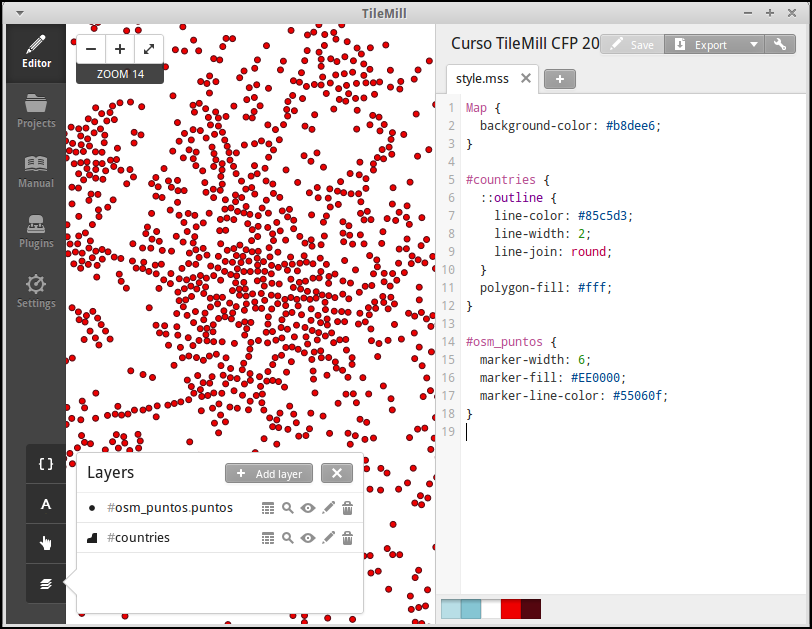 TileMill
Editor
Projects
Manual
Plugins
Settings
ZOOM 14
Curso TileMill CFP 20
Save
Export
style.mss
1 Map {
2 background-color: #b8dee6;
3 }
4
5 #countries {
6 ::outline {
7 line-color: #85c5d3;
8 line-width: 2;
9 line-join: round;
10 }
11 polygon-fill: #fff;
12 }
13
14 #osm_puntos {
15 marker-width: 6;
16 marker-fill: #EE0000;
17 marker-line-color: #55060f;
18 }
19
{}
A
Layers
+ Add layer
#osm_puntos.puntos
#countries